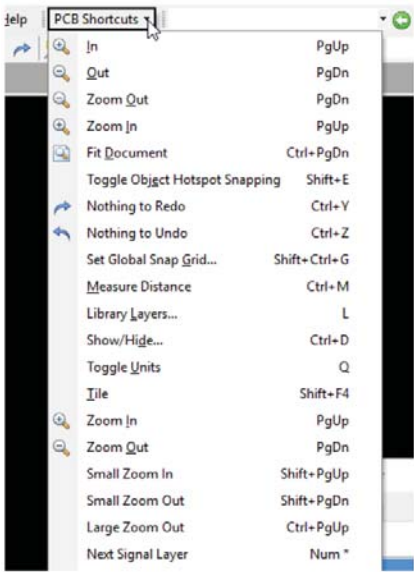 Help PCB Shortcuts
In PgUp
Out PgDn
Zoom Out PgDn
Zoom In PgUp
Fit Document Ctrl+PgDn
Toggle Object Hotspot Snapping Shift+E
Nothing to Redo Ctrl+Y
Nothing to Undo Ctrl+Z
Set Global Snap Grid... Shift+Ctrl+G
Measure Distance Ctrl+M
Library Layers... L
Show/Hide... Ctrl+D
Toggle Units Q
Tile Shift+F4
Zoom In PgUp
Zoom Out PgDn
Small Zoom In Shift+PgUp
Small Zoom Out Shift+PgDn
Large Zoom Out Ctrl+PgUp
Next Signal Layer Num *